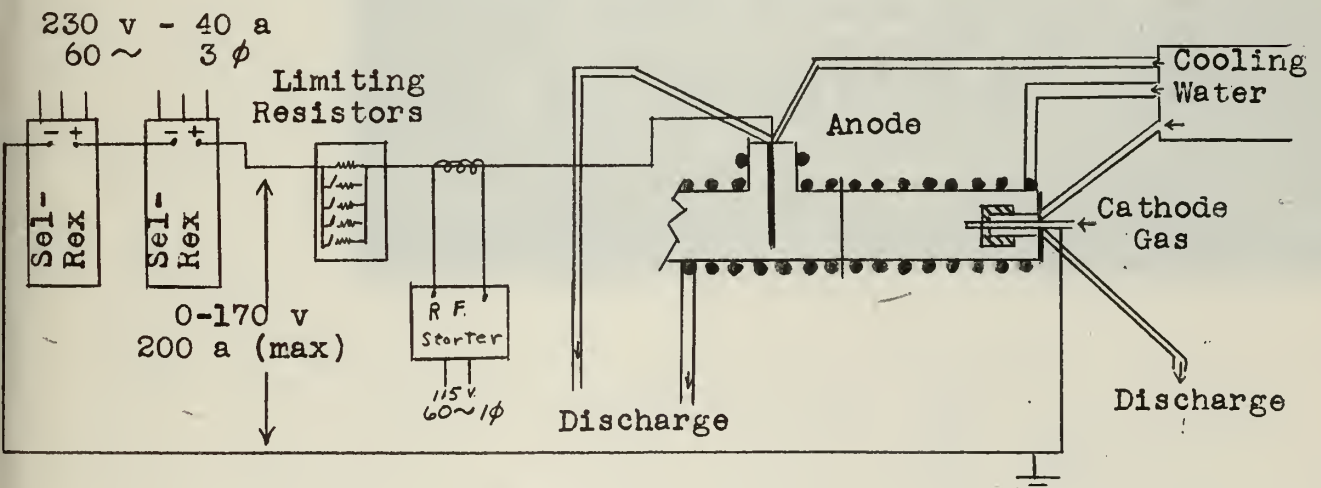 230 v - 40 a
60 ~ 3 ϕ
Limiting
Resistors
Cooling
Water
Anode
- +
- +
Sel-
Rex
Sel-
Rex
Cathode
Gas
0-170 v
200 a (max)
R F.
Starter
115 v.
60~1ϕ
Discharge
Discharge